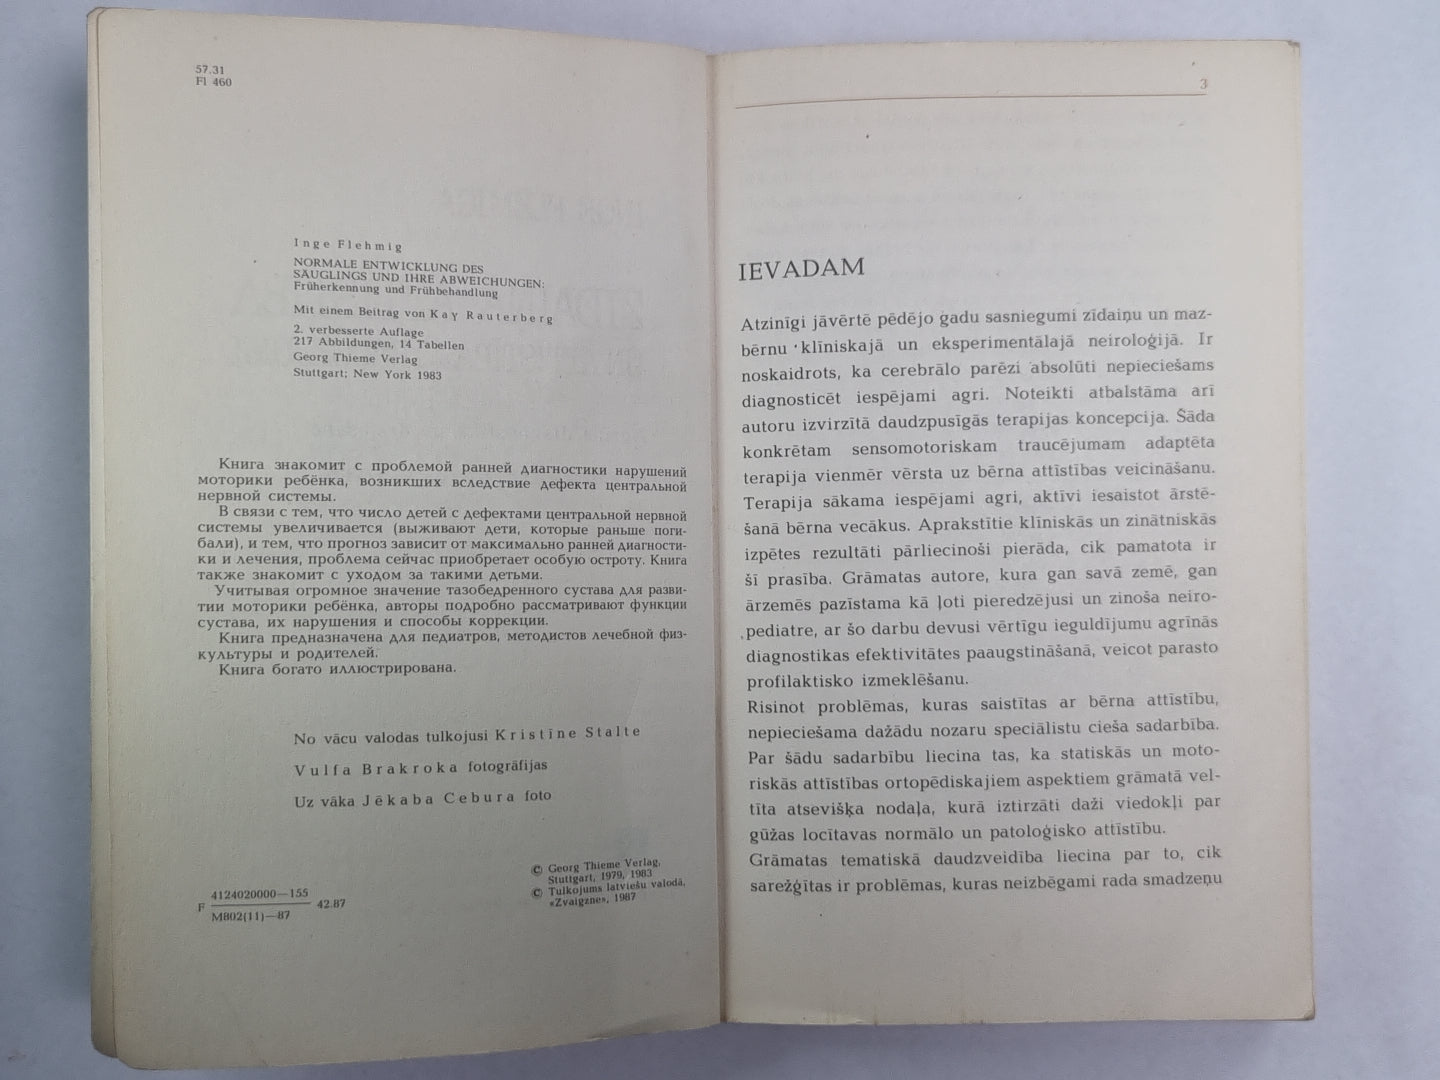 57.31
Fl 460
Inge Flehmig
NORMALE ENTWICKLUNG DES
SÄUGLINGS UND IHRE ABWEICHUNGEN:
Früherkennung und Frühbehandlung
Mit einem Beitrag von Kay Rauterberg
2. verbesserte Auflage
217 Abbildungen, 14 Tabellen
Georg Thieme Verlag
Stuttgart; New York 1983
Книга знакомит с проблемой ранней диагностики нарушений
моторики ребёнка, возникших вследствие дефекта центральной
нервной системы.
В связи с тем, что число детей с дефектами центральной нервной
системы увеличивается (выживают дети, которые раньше поги-
бали), и тем, что прогноз зависит от максимально ранней диагности-
ки и лечения, проблема сейчас приобретает особую остроту. Книга
также знакомит с уходом за такими детьми.
Учитывая огромное значение тазобедренного сустава для разви-
тии моторики ребёнка, авторы подробно рассматривают функции
сустава, их нарушения и способы коррекции.
Книга предназначена для педиатров, методистов лечебной физ-
культуры и родителей.
Книга богато иллюстрирована.
No vācu valodas tulkojusi Kristīne Stalte
Vulfa Brakroka fotogrāfijas
Uz vāka Jēkaba Cebura foto
F 4124020000—155
M802(11)—87 42.87
© Georg Thieme Verlag,
Stuttgart, 1979, 1983
© Tulkojums latviešu valodā,
«Zvaigzne», 1987
3
IEVADAM
Atzinīgi jāvērtē pēdējo gadu sasniegumi zīdaiņu un maz-
bērnu klīniskajā un eksperimentālajā neiroloģijā. Ir
noskaidrots, ka cerebrālo parēzi absolūti nepieciešams
diagnosticēt iespējami agri. Noteikti atbalstāma arī
autoru izvirzītā daudzpusīgās terapijas koncepcija. Šāda
konkrētam sensomotoriskam traucējumam adaptēta
terapija vienmēr vērsta uz bērna attīstības veicināšanu.
Terapija sākama iespējami agri, aktīvi iesaistot ārstē-
šanā bērna vecākus. Aprakstītie klīniskās un zinātniskās
izpētes rezultāti pārliecinoši pierāda, cik pamatota ir
šī prasība. Grāmatas autore, kura gan savā zemē, gan
ārzemēs pazīstama kā ļoti pieredzējusi un zinoša neiro-
pediatre, ar šo darbu devusi vērtīgu ieguldījumu agrīnās
diagnostikas efektivitātes paaugstināšanā, veicot parasto
profilaktisko izmeklēšanu.
Risinot problēmas, kuras saistītas ar bērna attīstību,
nepieciešama dažādu nozaru speciālistu cieša sadarbība.
Par šādu sadarbību liecina tas, ka statiskās un moto-
riskās attīstības ortopēdiskajiem aspektiem grāmatā vel-
tīta atsevišķa nodaļa, kurā iztirzāti daži viedokļi par
gūžas locītavas normālo un patoloģisko attīstību.
Grāmatas tematiskā daudzveidība liecina par to, cik
sarežģītas ir problēmas, kuras neizbēgami rada smadzeņu